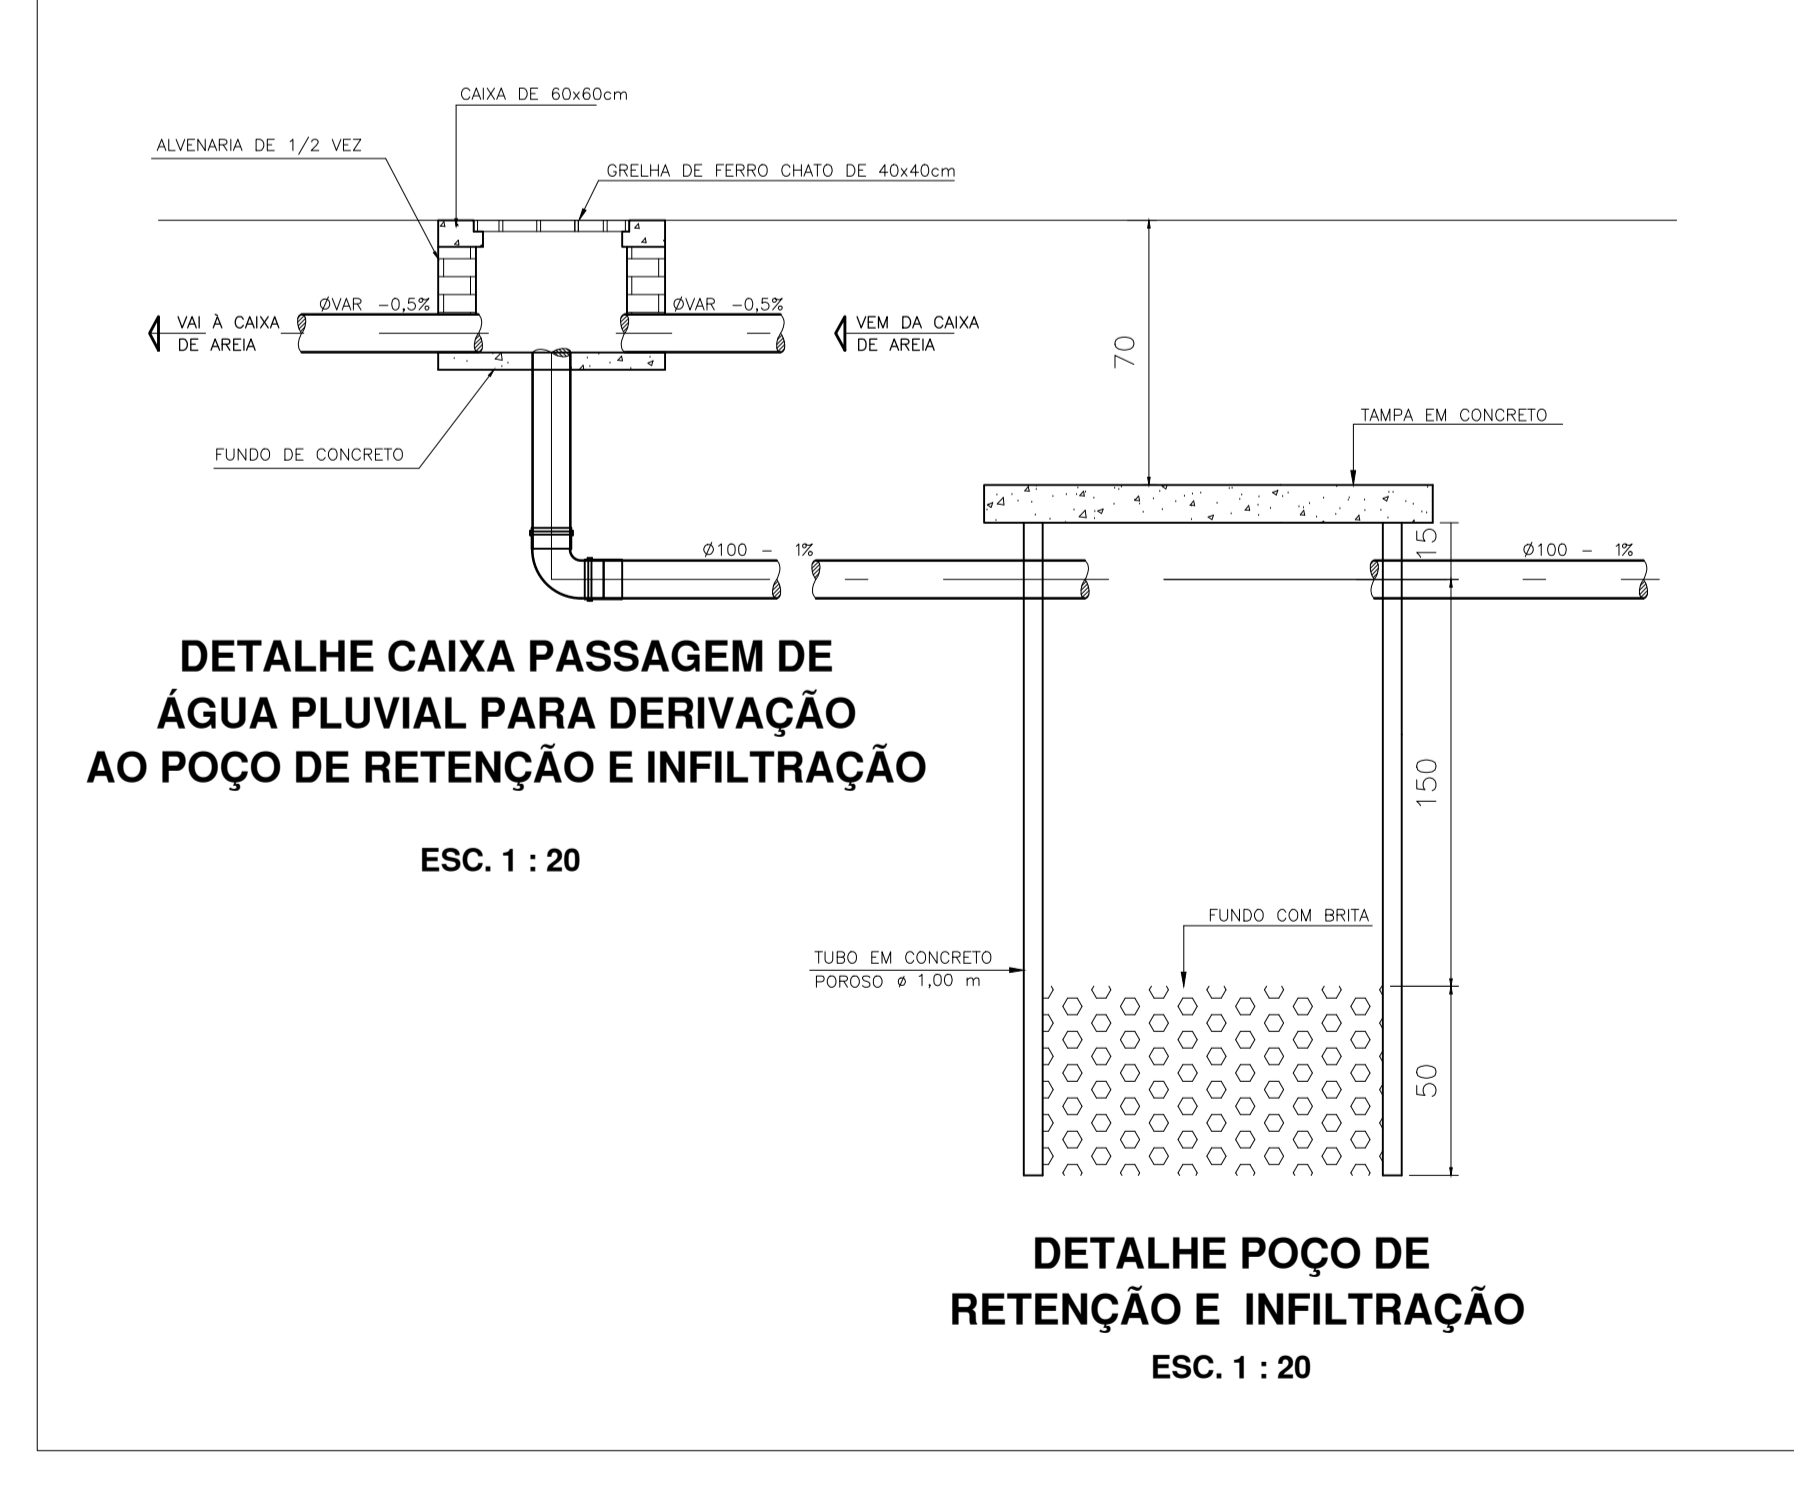 CAIXA DE 60x60cm
ALVENARIA DE 1/2 VEZ
GRELHA DE FERRO CHATO DE 40x40cm
ØVAR -0,5%
ØVAR -0,5%
VAI À CAIXA
DE AREIA
VEM DA CAIXA
DE AREIA
70
TAMPA EM CONCRETO
FUNDO DE CONCRETO
Ø100 - 1%
15
Ø100 - 1%
DETALHE CAIXA PASSAGEM DE
ÁGUA PLUVIAL PARA DERIVAÇÃO
AO POÇO DE RETENÇÃO E INFILTRAÇÃO
ESC. 1 : 20
150
FUNDO COM BRITA
TUBO EM CONCRETO
POROSO ø 1,00 m
50
DETALHE POÇO DE
RETENÇÃO E INFILTRAÇÃO
ESC. 1 : 20